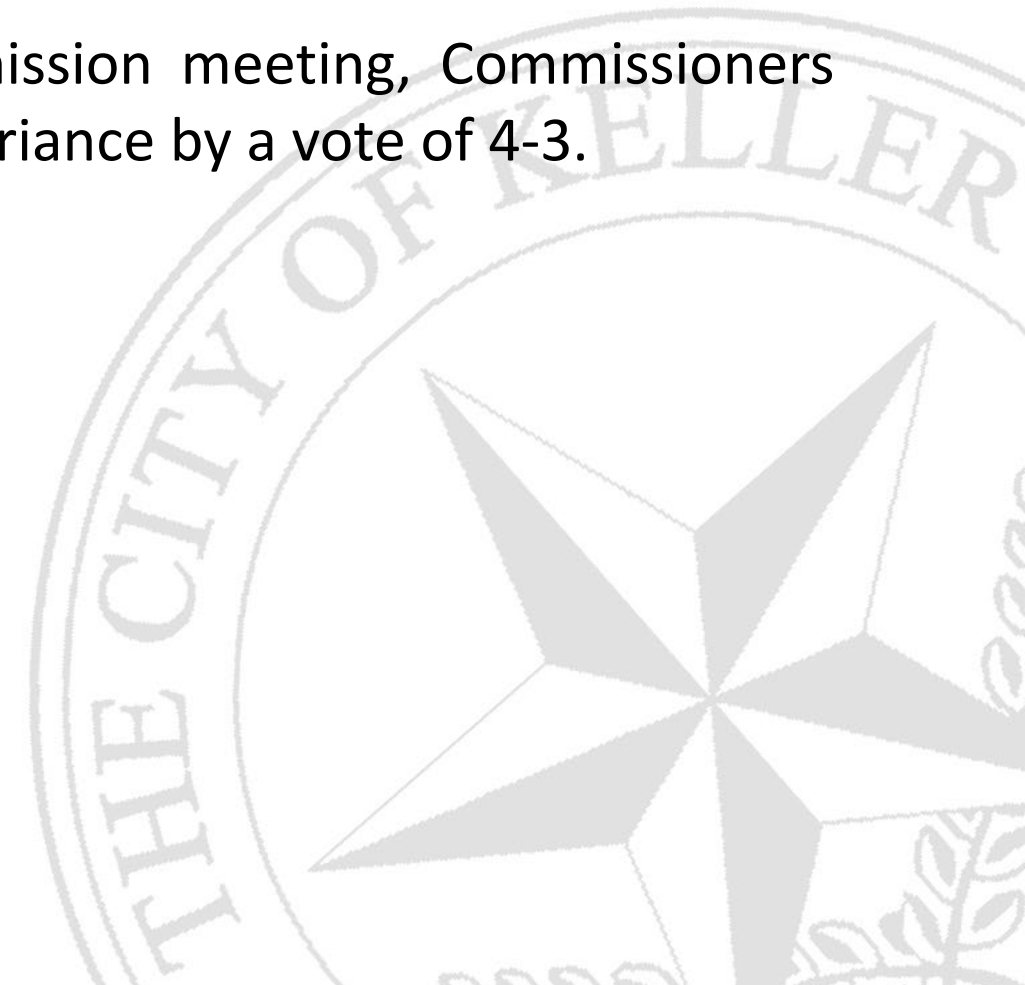 ission meeting, Commissioners
riance by a vote of 4-3.
THE CITY OF KELLER